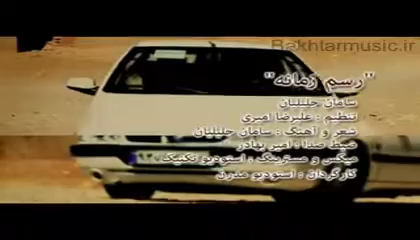 Bakhtarmusic.ir
"رسم زمانه"
سامان جلیلیان
تنظیم : علیرضا امیری
شعر و آهنگ : سامان جلیلیان
ضبط صدا : امیر بهادر
میکس و مسترینگ : استودیو تکنیک
کارگردان : استودیو مدرن